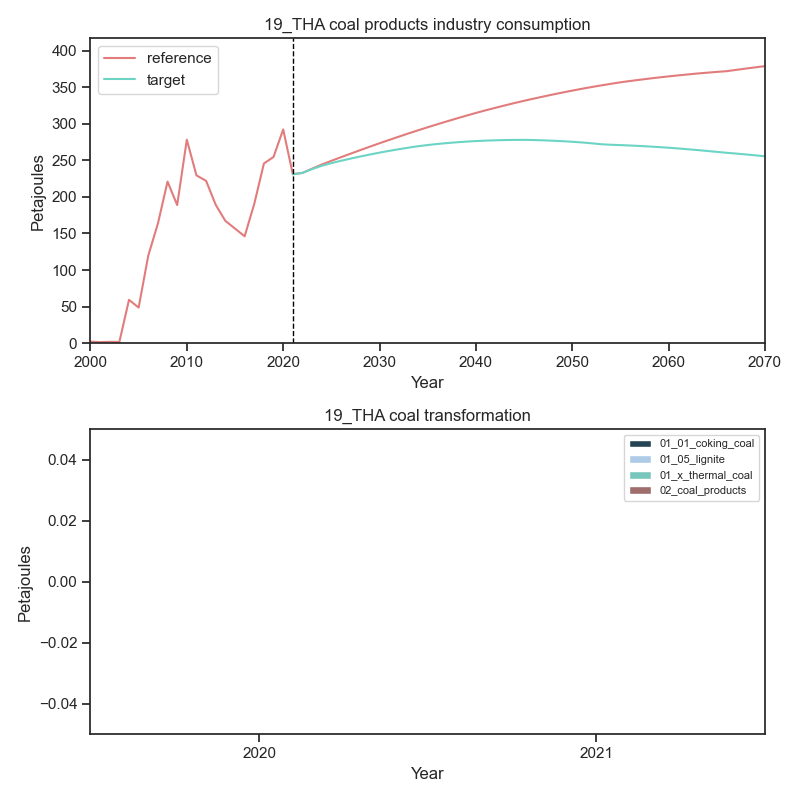 19_THA coal products industry consumption
400
350
300
250
200
150
100
50
0
Petajoules
reference
target
2000 2010 2020 2030 2040 2050 2060 2070
Year
19_THA coal transformation
0.04
0.02
0.00
−0.02
−0.04
Petajoules
01_01_coking_coal
01_05_lignite
01_x_thermal_coal
02_coal_products
2020 2021
Year